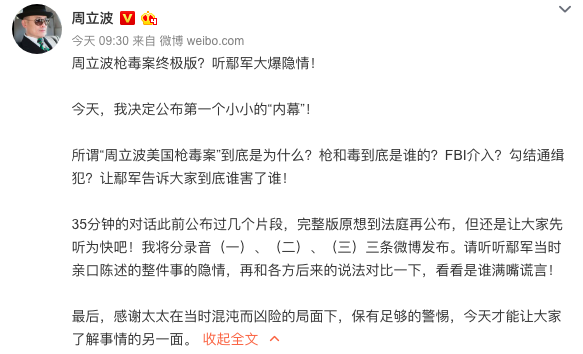 周立波
今天 09:30 来自 微博 weibo.com
周立波枪毒案终极版？听鄢军大爆隐情！
今天，我决定公布第一个小小的“内幕”！
所谓“周立波美国枪毒案”到底是为什么？枪和毒到底是谁的？FBI介入？勾结通缉
犯？让鄢军告诉大家到底谁害了谁！
35分钟的对话此前公布过几个片段，完整版原想到法庭再公布，但还是让大家先
听为快吧！我将分录音（一）、（二）、（三）三条微博发布。请听听鄢军当时
亲口陈述的整件事的隐情，再和各方后来的说法对比一下，看看是谁满嘴谎言！
最后，感谢太太在当时混沌而凶险的局面下，保有足够的警惕，今天才能让大家
了解事情的另一面。 收起全文